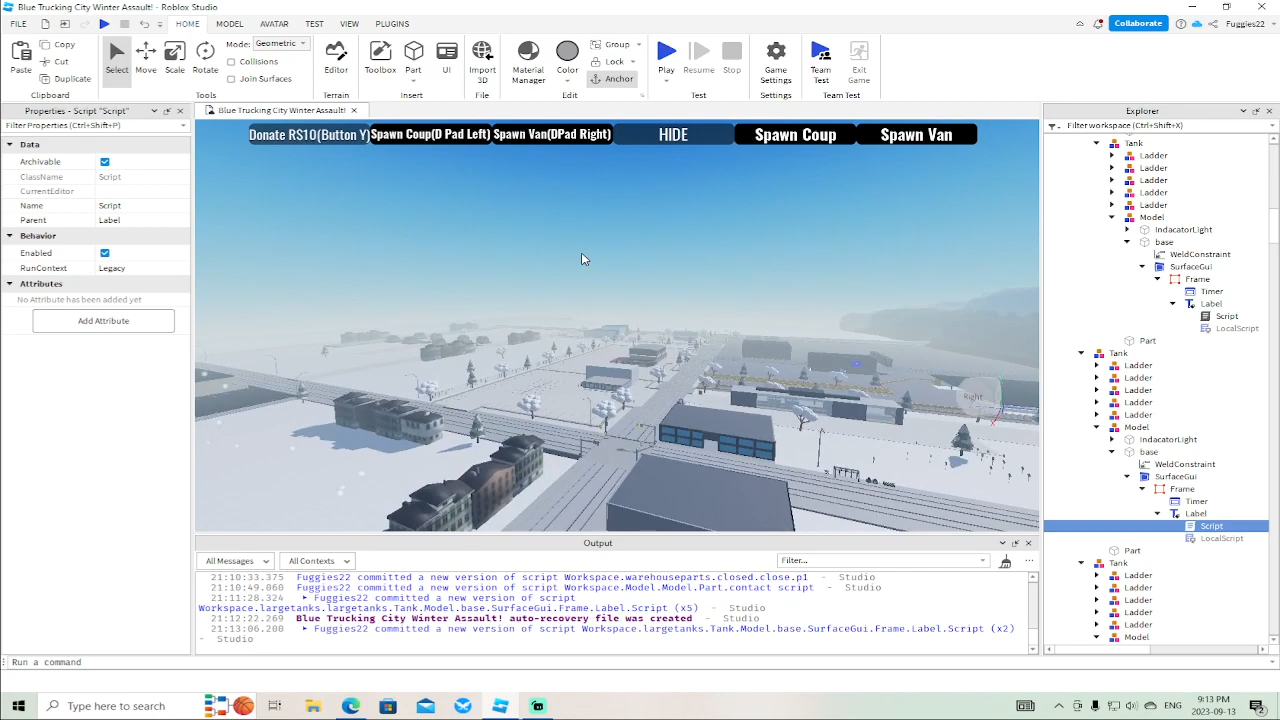 Blue Trucking City Winter Assault! - Roblox Studio
FILE HOME MODEL AVATAR TEST VIEW PLUGINS Collaborate Fuggies22
Paste Copy Cut Duplicate Clipboard
Select Move Scale Rotate Mode: Geometric Collisions Join Surfaces Tools
Editor Terrain
Toolbox Part UI Insert
Import 3D File
Material Manager Color Group Lock Anchor Edit
Play Resume Stop Test
Game Settings Settings
Team Test Exit Game Team Test
Properties - Script "Script"
Filter Properties (Ctrl+Shift+P)
Data
Archivable
ClassName Script
CurrentEditor
Name Script
Parent Label
Behavior
Enabled
RunContext Legacy
Attributes
No Attribute has been added yet
Add Attribute
Blue Trucking City Winter Assault!
Donate RS10(Button Y) Spawn Coup(D Pad Left) Spawn Van(DPad Right) HIDE Spawn Coup Spawn Van
Right
Output
All Messages All Contexts Filter...
21:10:33.375 Fuggies22 committed a new version of script Workspace.warehouseparts.closed.close.p1 - Studio
21:10:49.060 Fuggies22 committed a new version of script Workspace.Model.Model.Part.contact script - Studio
21:11:28.324 Fuggies22 committed a new version of script
Workspace.largetanks.largetanks.Tank.Model.base.SurfaceGui.Frame.Label.Script (x5) - Studio
21:12:22.269 Blue Trucking City Winter Assault! auto-recovery file was created - Studio
21:13:06.200 Fuggies22 committed a new version of script Workspace.largetanks.Tank.Model.base.SurfaceGui.Frame.Label.Script (x2)
- Studio
Run a command
Explorer
Filter workspace (Ctrl+Shift+X)
Tank
Ladder
Ladder
Ladder
Ladder
Ladder
Model
IndacatorLight
base
WeldConstraint
SurfaceGui
Frame
Timer
Label
Script
LocalScript
Part
Tank
Ladder
Ladder
Ladder
Ladder
Ladder
Model
IndacatorLight
base
WeldConstraint
SurfaceGui
Frame
Timer
Label
Script
LocalScript
Part
Tank
Ladder
Ladder
Ladder
Ladder
Ladder
Model
Type here to search
ENG
9:13 PM
2023-09-13
2